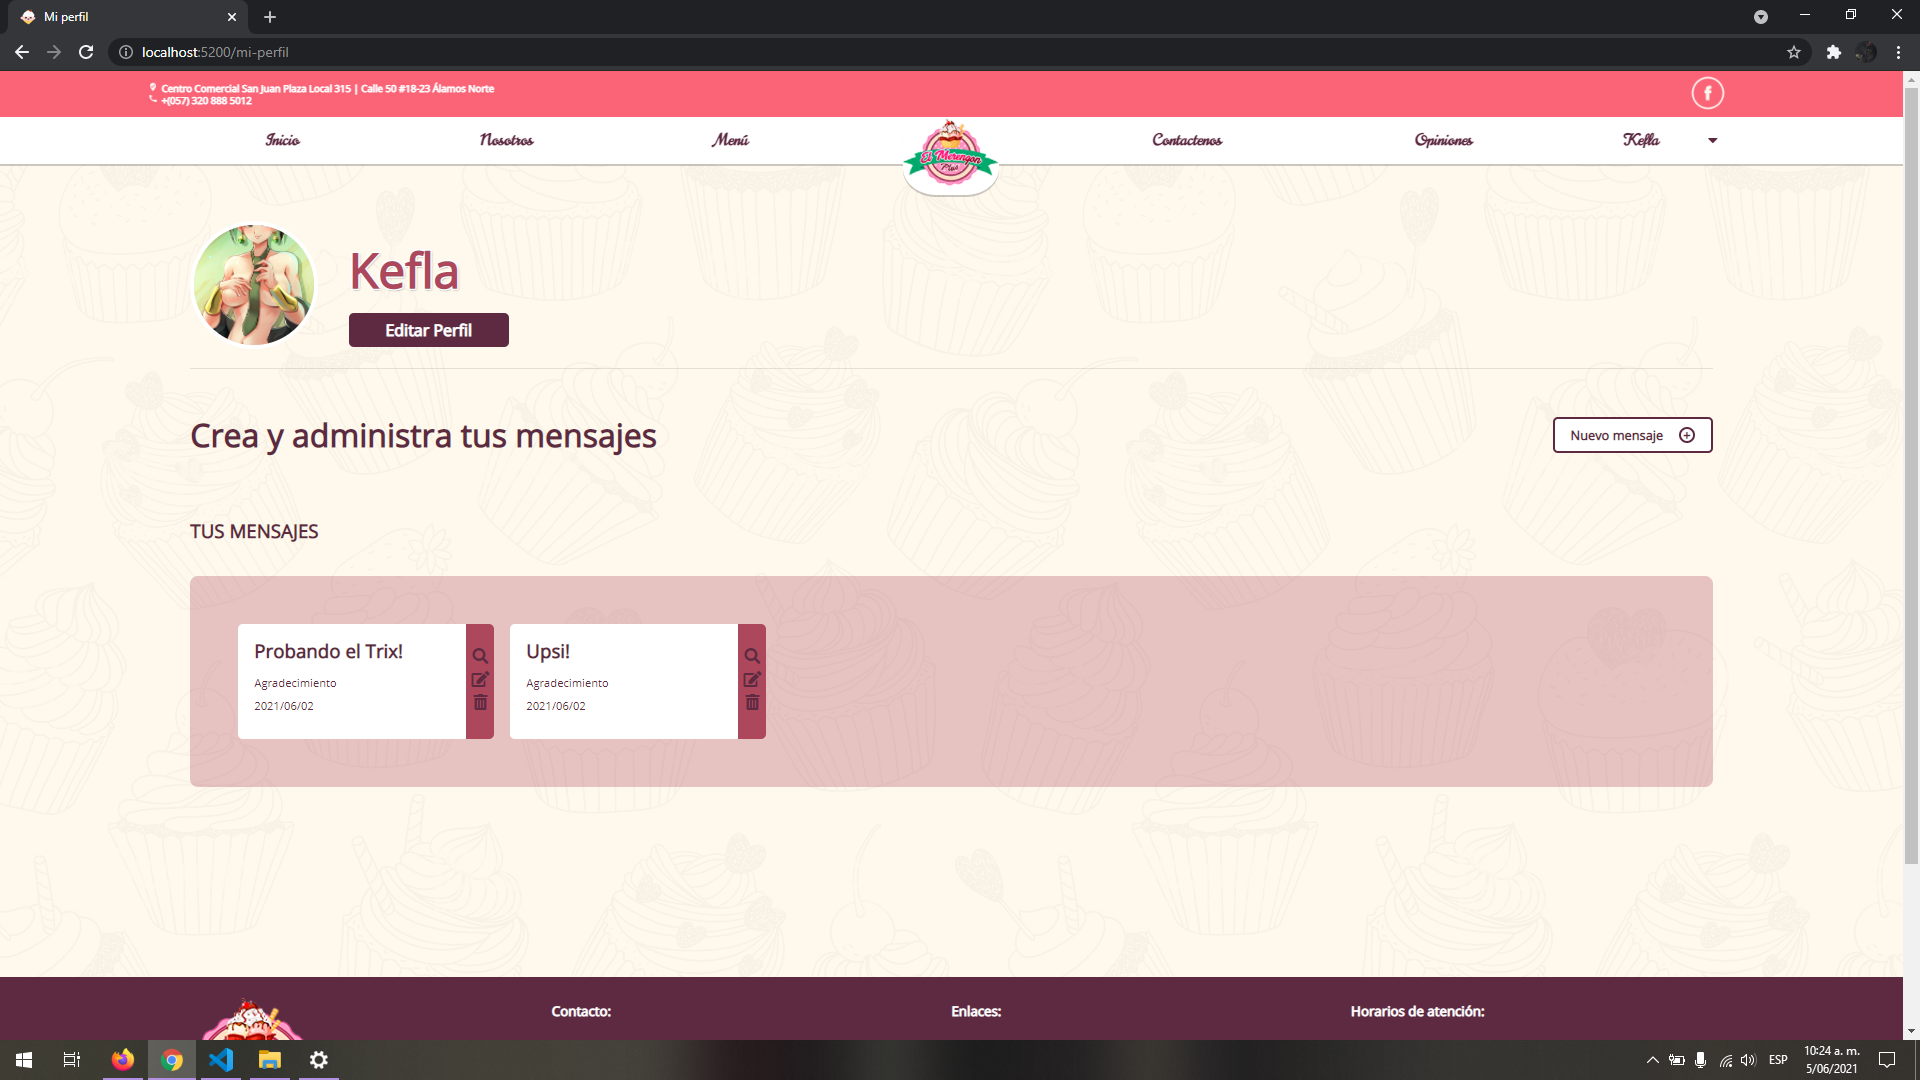 Mi perfil
localhost:5200/mi-perfil
Centro Comercial San Juan Plaza Local 315 | Calle 50 #18-23 Álamos Norte
+(057) 320 888 5012
Inicio
Nosotros
Menú
El Merengon
Plus
Contactenos
Opiniones
Kefla
Kefla
Editar Perfil
Crea y administra tus mensajes
Nuevo mensaje
TUS MENSAJES
Probando el Trix!
Agradecimiento
2021/06/02
Upsi!
Agradecimiento
2021/06/02
Contacto:
Enlaces:
Horarios de atención:
ESP
10:24 a. m.
5/06/2021